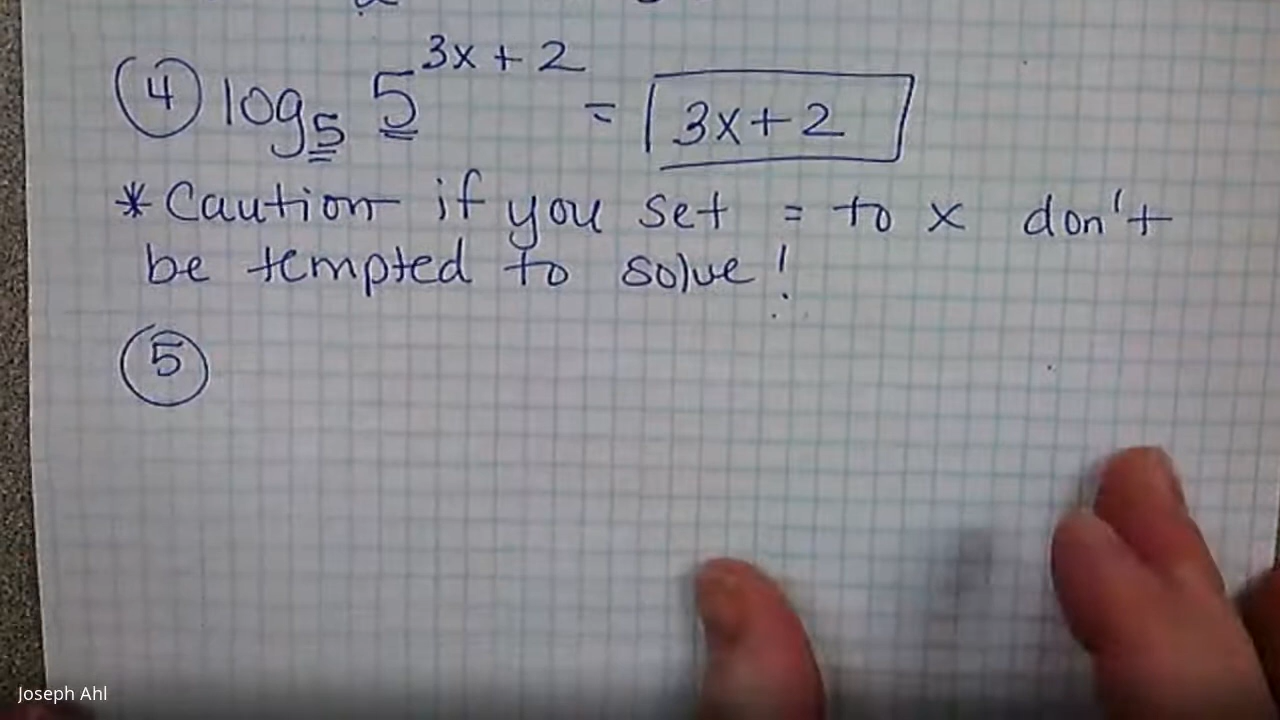 ④ log₅ 5^(3x+2) = 3x+2
* Caution if you set = to x don't
be tempted to solve!
⑤
Joseph Ahl